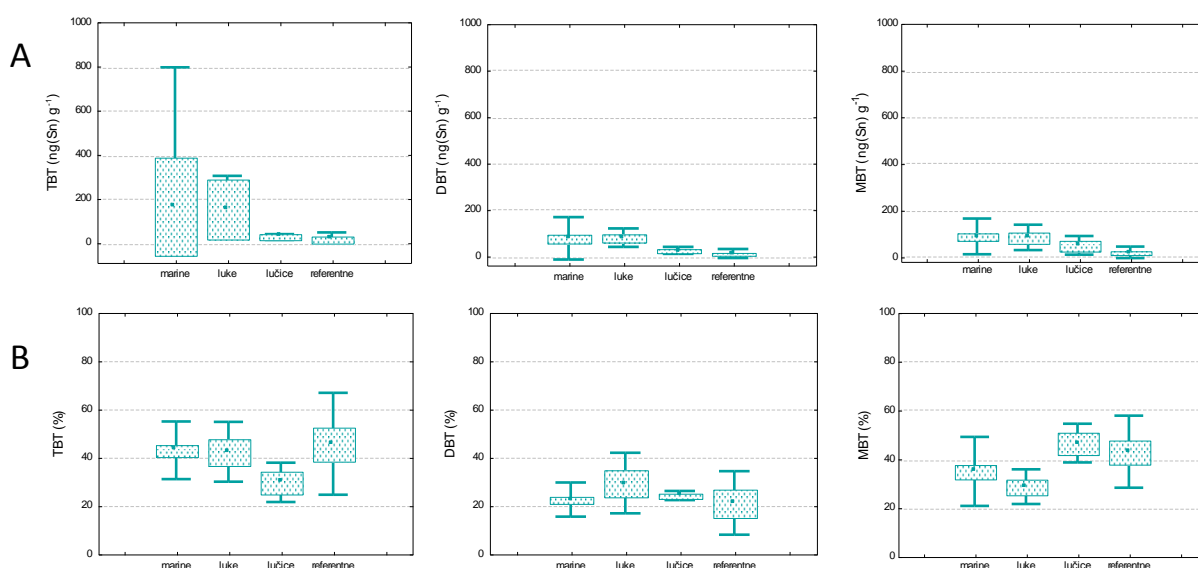 A
TBT (ng(Sn) g⁻¹)
1000
800
600
400
200
0
marine luke lučice referentne
DBT (ng(Sn) g⁻¹)
1000
800
600
400
200
0
marine luke lučice referentne
MBT (ng(Sn) g⁻¹)
1000
800
600
400
200
0
marine luke lučice referentne
B
TBT (%)
100
80
60
40
20
0
marine luke lučice referentne
DBT (%)
100
80
60
40
20
0
marine luke lučice referentne
MBT (%)
100
80
60
40
20
0
marine luke lučice referentne